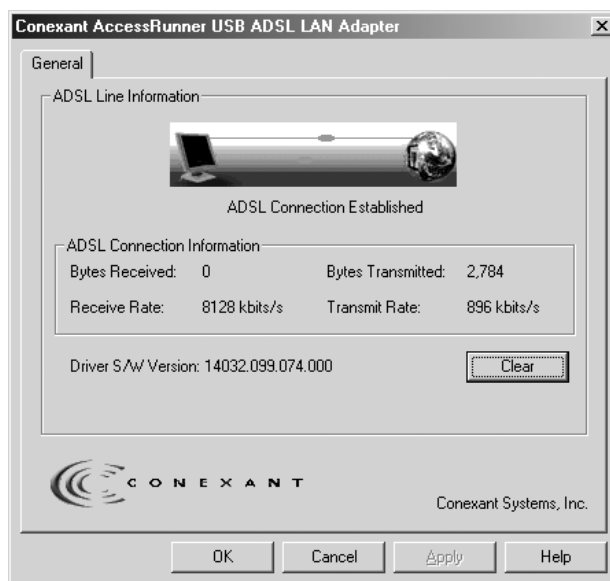 Conexant AccessRunner USB ADSL LAN Adapter
General
ADSL Line Information
ADSL Connection Established
ADSL Connection Information
Bytes Received: 0 Bytes Transmitted: 2,784
Receive Rate: 8128 kbits/s Transmit Rate: 896 kbits/s
Driver S/W Version: 14032.099.074.000 Clear
CONEXANT
Conexant Systems, Inc.
OK Cancel Apply Help